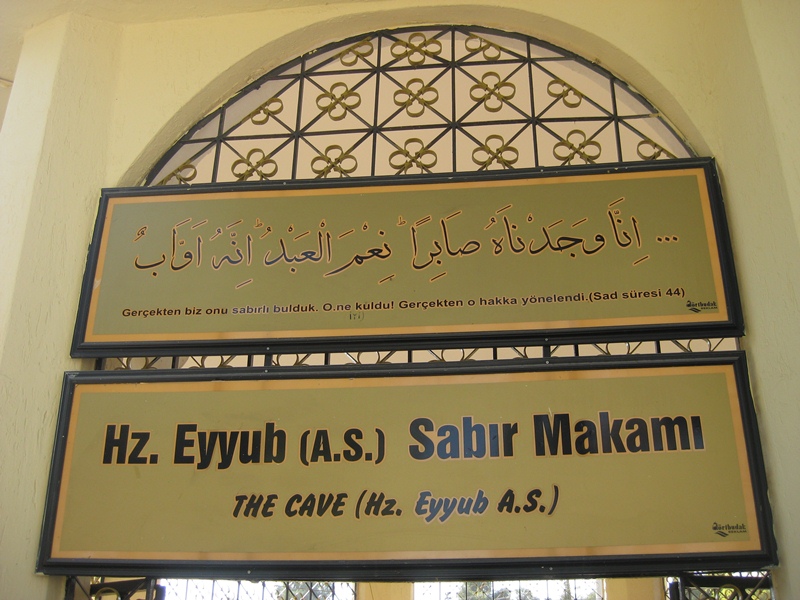 ... اِنَّا وَجَدْنَاهُ صَابِرًا ۜ نِعْمَ الْعَبْدُ ۜ اِنَّهُ اَوَّابٌ
Gerçekten biz onu sabırlı bulduk. O.ne kuldu! Gerçekten o hakka yönelendi.(Sad süresi 44)
Hz. Eyyub (A.S.) Sabır Makamı
THE CAVE (Hz. Eyyub A.S.)